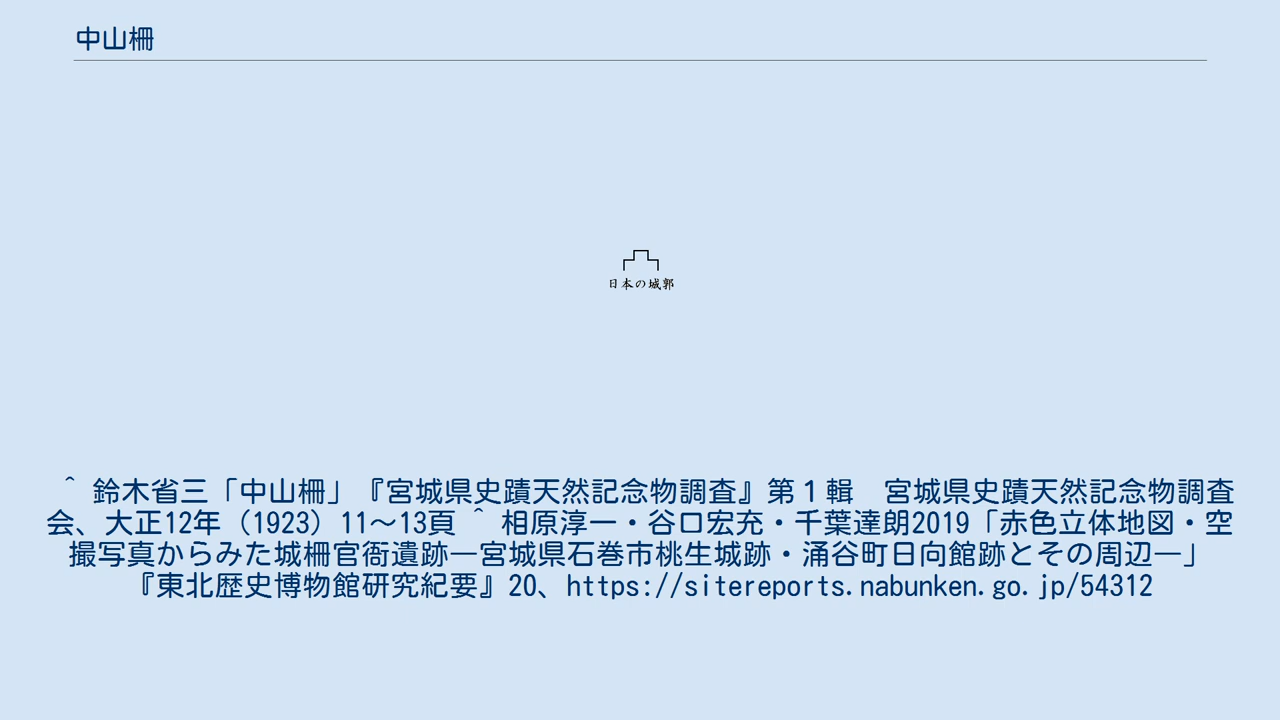 中山柵
日本の城郭
^ 鈴木省三「中山柵」『宮城県史蹟天然記念物調査』第１輯　宮城県史蹟天然記念物調査
会、大正12年（1923）11～13頁 ^ 相原淳一・谷口宏充・千葉達朗2019「赤色立体地図・空
撮写真からみた城柵官衙遺跡―宮城県石巻市桃生城跡・涌谷町日向館跡とその周辺―」
『東北歴史博物館研究紀要』20、https://sitereports.nabunken.go.jp/54312